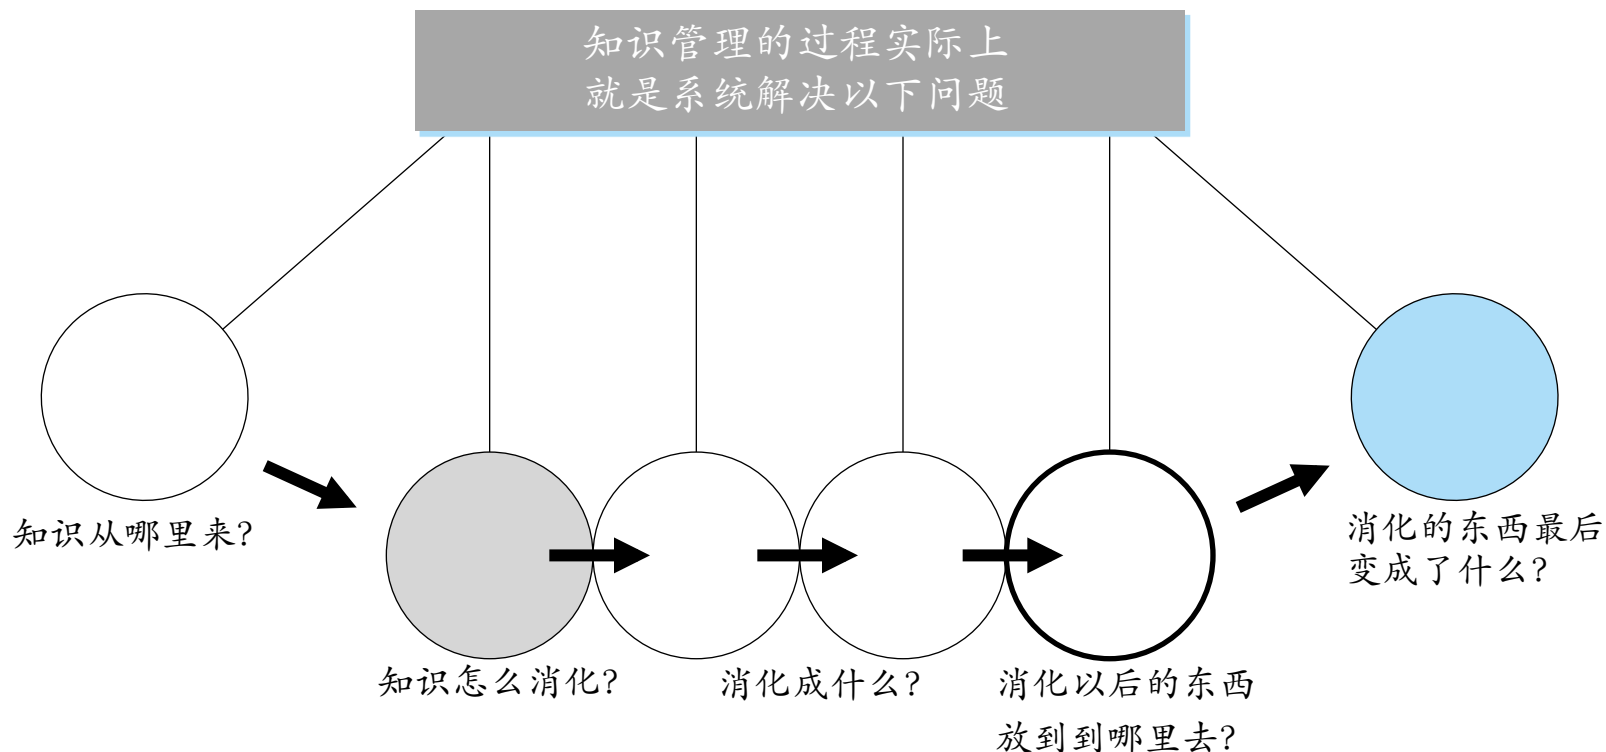 知识管理的过程实际上
就是系统解决以下问题
知识从哪里来?
知识怎么消化?
消化成什么?
消化以后的东西
放到到哪里去?
消化的东西最后
变成了什么?